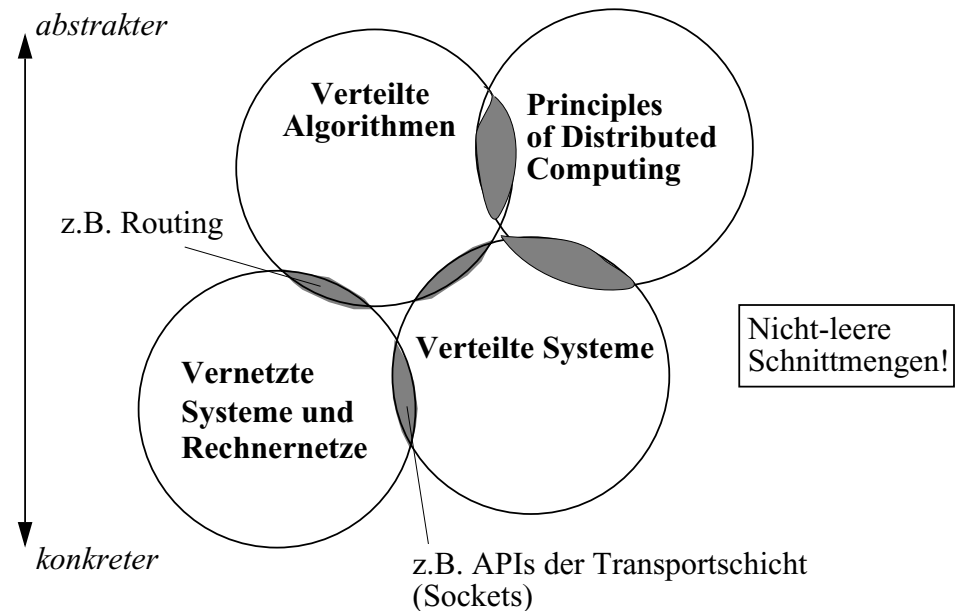 abstrakter
Verteilte
Algorithmen
Principles
of Distributed
Computing
z.B. Routing
Verteilte Systeme
Nicht-leere
Schnittmengen!
Vernetzte
Systeme und
Rechnernetze
konkreter
z.B. APIs der Transportschicht
(Sockets)